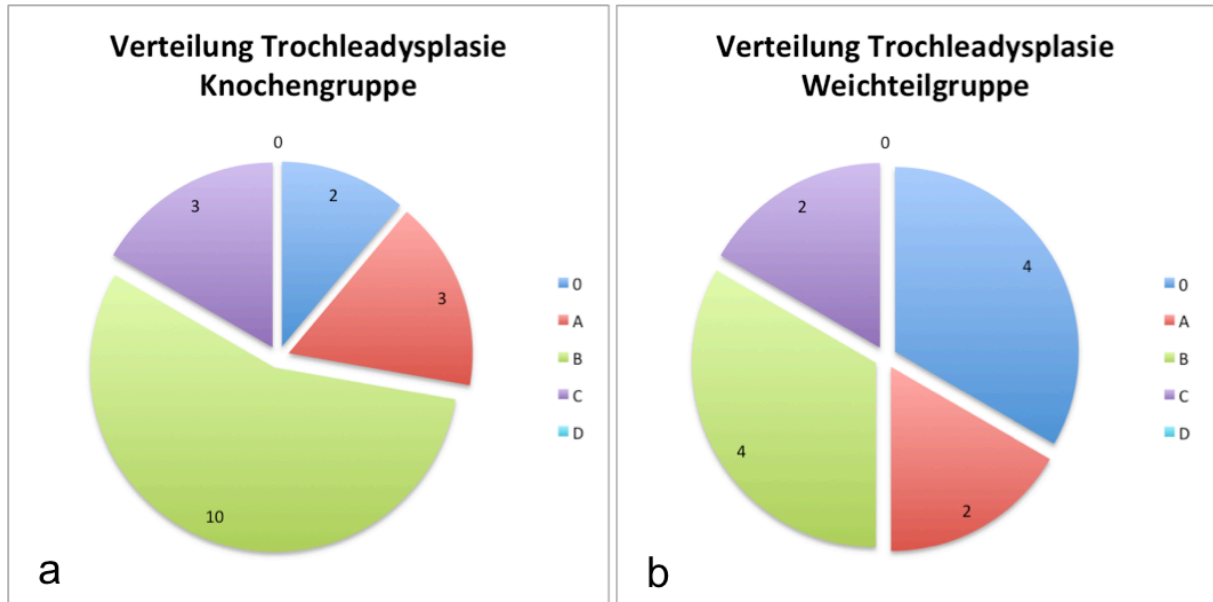 Verteilung Trochleadysplasie
Knochengruppe
0
2
3
3
10
0
A
B
C
D
a
Verteilung Trochleadysplasie
Weichteilgruppe
0
2
4
4
2
0
A
B
C
D
b